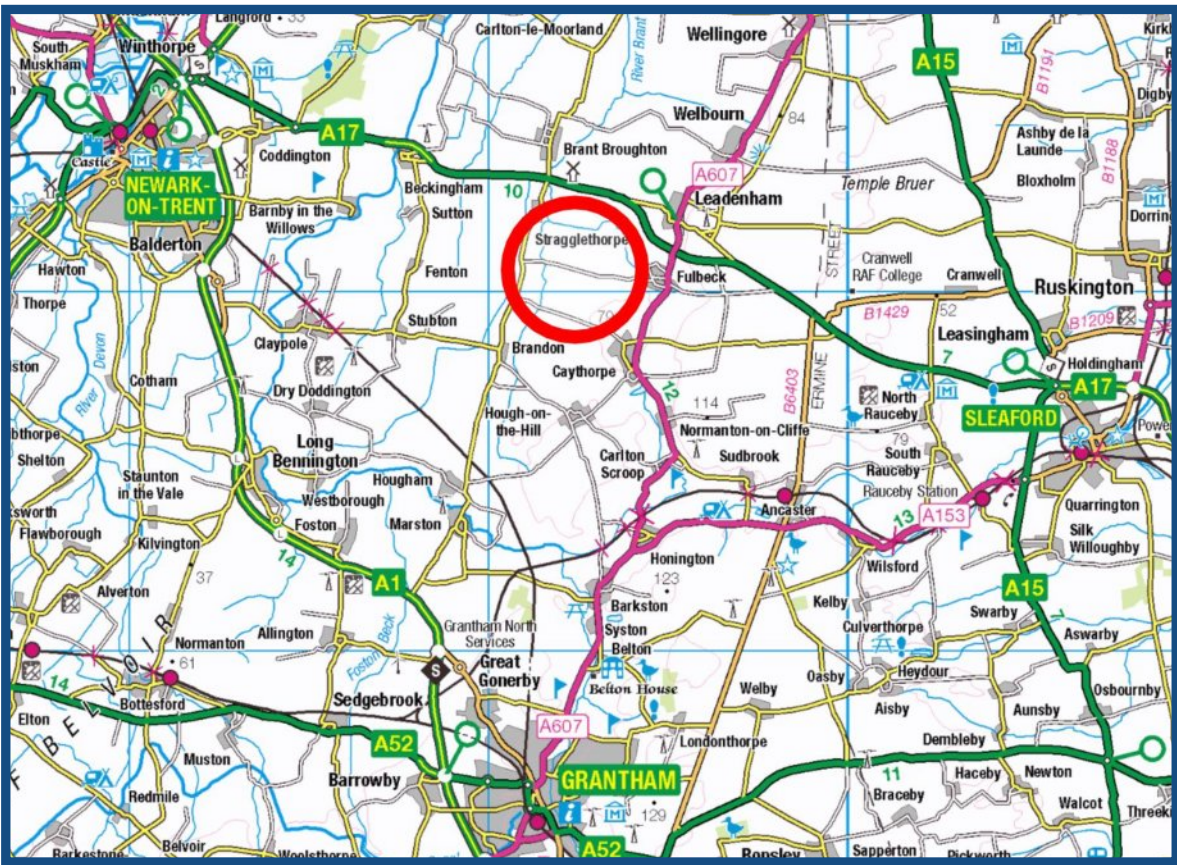 South
Muskham
Winthorpe
Langford
33
Carlton-le-Moorland
River Brant
Wellingore
A15
B1191
Digby
Welbourn
84
Ashby de la
Launde
B1188
Castle
Coddington
A17
Brant Broughton
A607
Temple Bruer
Bloxholm
NEWARK-
ON-TRENT
Beckingham
10
Leadenham
Barnby in the
Willows
Sutton
Balderton
Stragglethorpe
STREET
Cranwell
RAF College
Cranwell
Hawton
Fenton
Fulbeck
Ruskington
Thorpe
Stubton
70
B1429
52
B1209
River Devon
Claypole
Brandon
Leasingham
Holdingham
Cotham
Dry Doddington
Caythorpe
12
7
A17
Hough-on-
the-Hill
114
B6403
ERMINE
North
Rauceby
SLEAFORD
Shelton
Long
Bennington
Normanton-on-Cliffe
79
Staunton
in the Vale
Carlton
Scroop
Sudbrook
South
Rauceby
Hougham
Rauceby Station
Westborough
Flawborough
Foston
Marston
Ancaster
13
A153
Quarrington
Kilvington
14
Silk
Willoughby
Honington
Wilsford
37
A1
123
A15
Alverton
Barkston
Kelby
Swarby
7
Allington
Grantham North
Services
Syston
Culverthorpe
Aswarby
Normanton
Foston Beck
Belton
61
S
Great
Gonerby
Oasby
Heydour
14
Belton House
Welby
Osbournby
Bottesford
Sedgebrook
Aisby
Aunsby
Elton
A607
Muston
A52
Londonthorpe
Dembleby
BELVOIR
Barrowby
GRANTHAM
11
Haceby
Newton
Redmile
129
Braceby
Walcot
Belvoir
A52
Ropsley
Sapperton
Pickworth